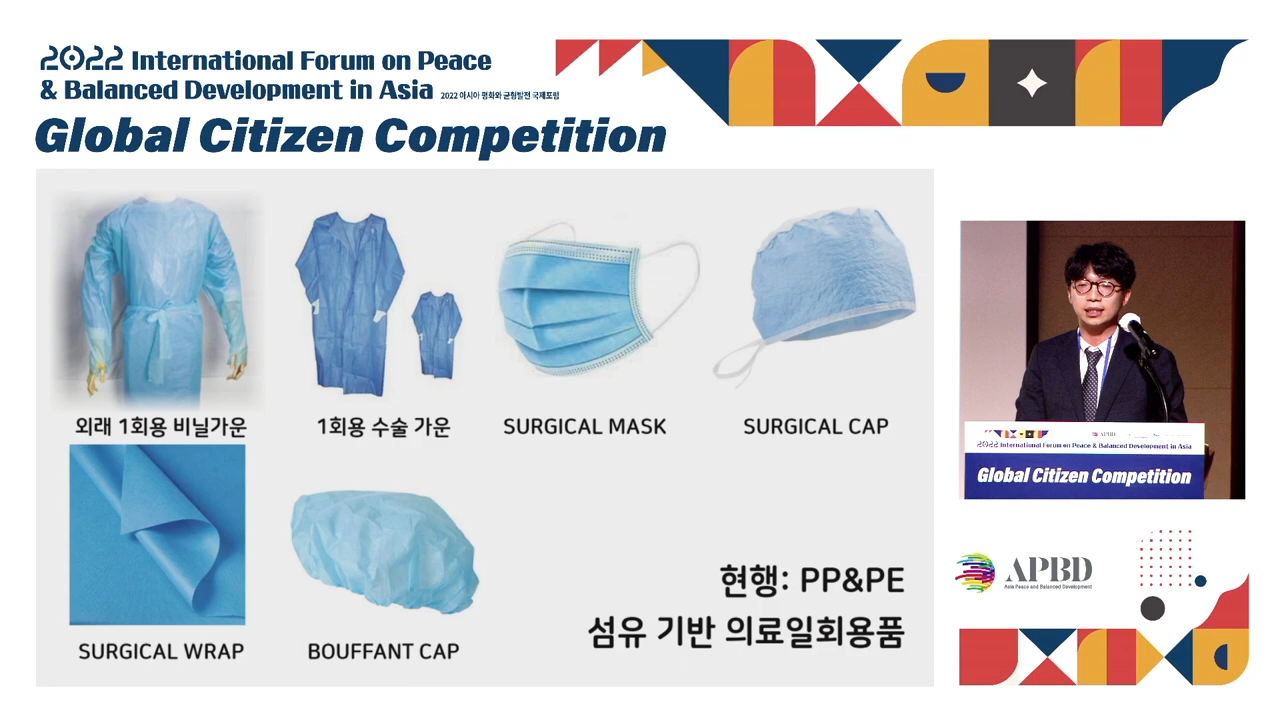 2022 International Forum on Peace
& Balanced Development in Asia 2022 아시아 평화와 균형발전 국제포럼
Global Citizen Competition
외래 1회용 비닐가운
1회용 수술 가운
SURGICAL MASK
SURGICAL CAP
SURGICAL WRAP
BOUFFANT CAP
현행: PP&PE
섬유 기반 의료일회용품
APBD
2022 International Forum on Peace & Balanced Development in Asia
Global Citizen Competition
APBD
Asia Peace and Balanced Development